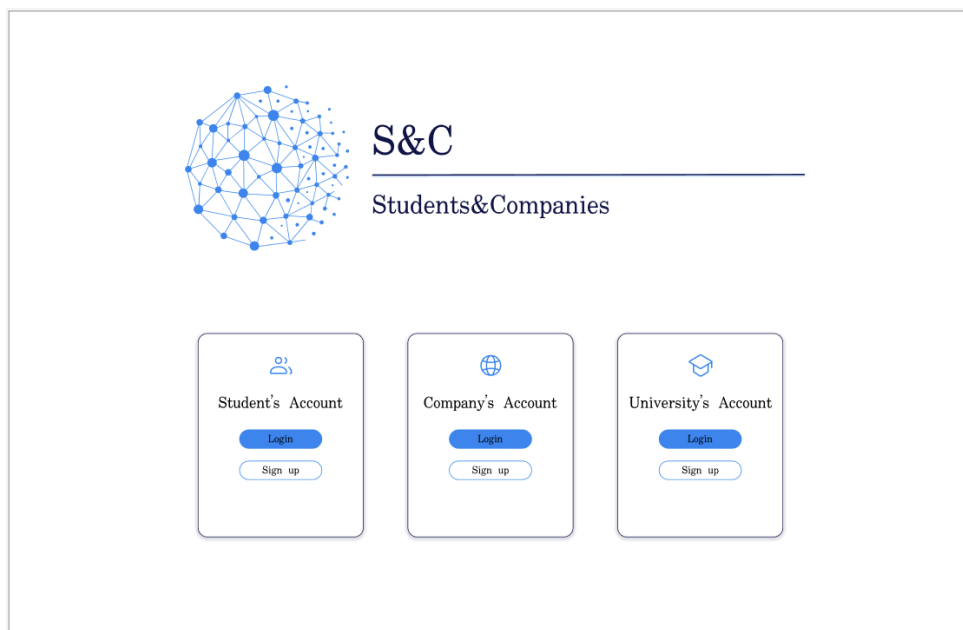 S&C
Students&Companies
Student's Account
Login
Sign up
Company's Account
Login
Sign up
University's Account
Login
Sign up